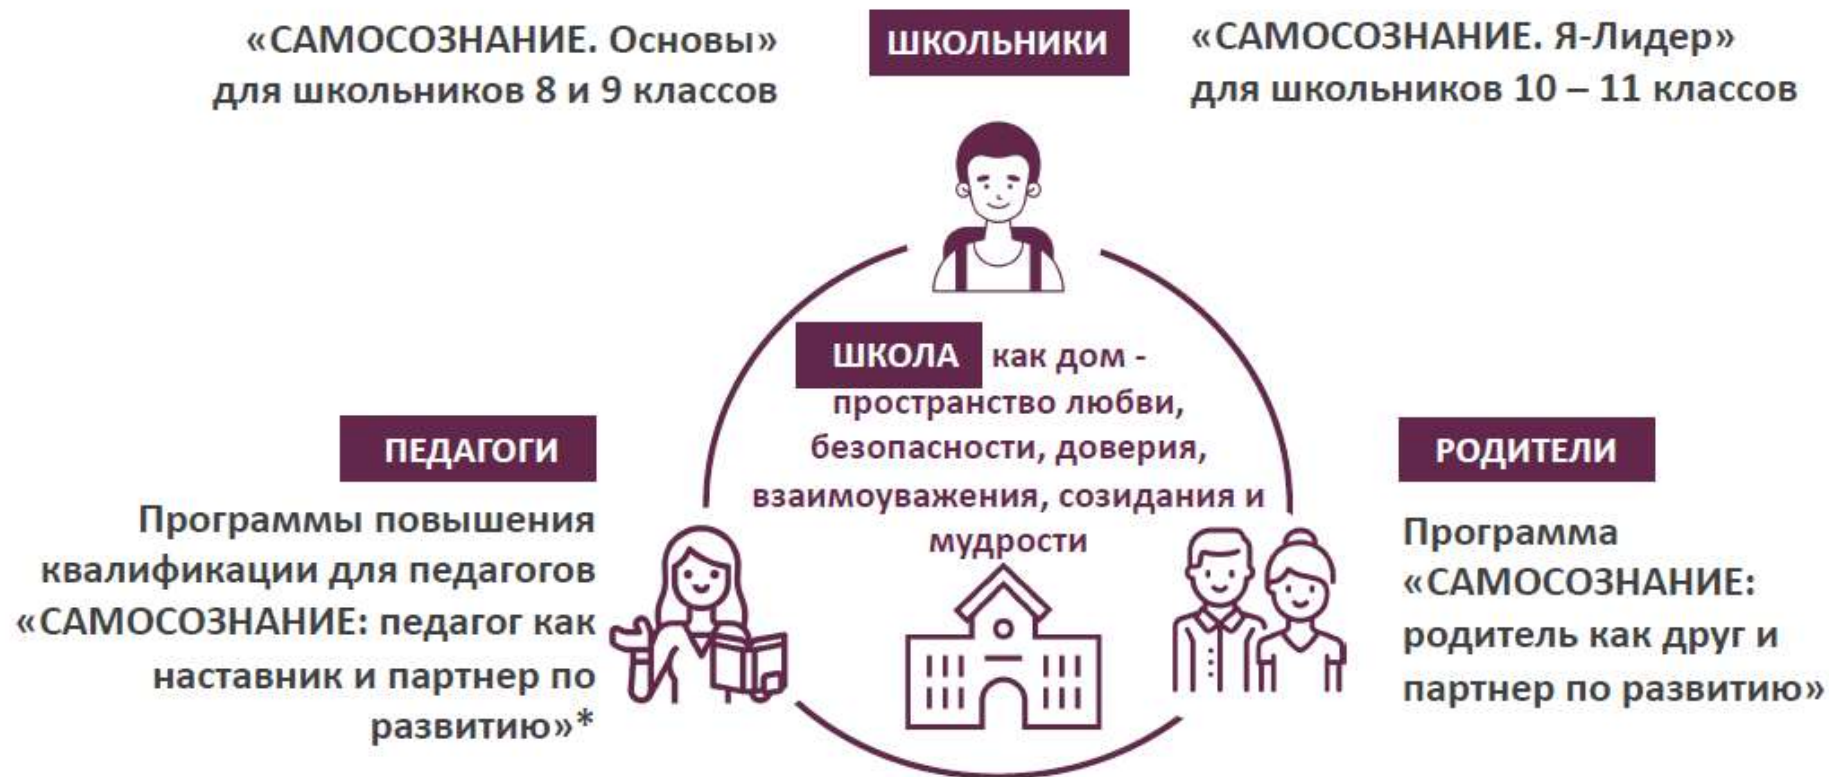 «САМОСОЗНАНИЕ. Основы»
для школьников 8 и 9 классов
ШКОЛЬНИКИ
«САМОСОЗНАНИЕ. Я-Лидер»
для школьников 10 – 11 классов
ШКОЛА как дом -
пространство любви,
безопасности, доверия,
взаимоуважения, созидания и
мудрости
ПЕДАГОГИ
Программы повышения
квалификации для педагогов
«САМОСОЗНАНИЕ: педагог как
наставник и партнер по
развитию»*
РОДИТЕЛИ
Программа
«САМОСОЗНАНИЕ:
родитель как друг и
партнер по развитию»